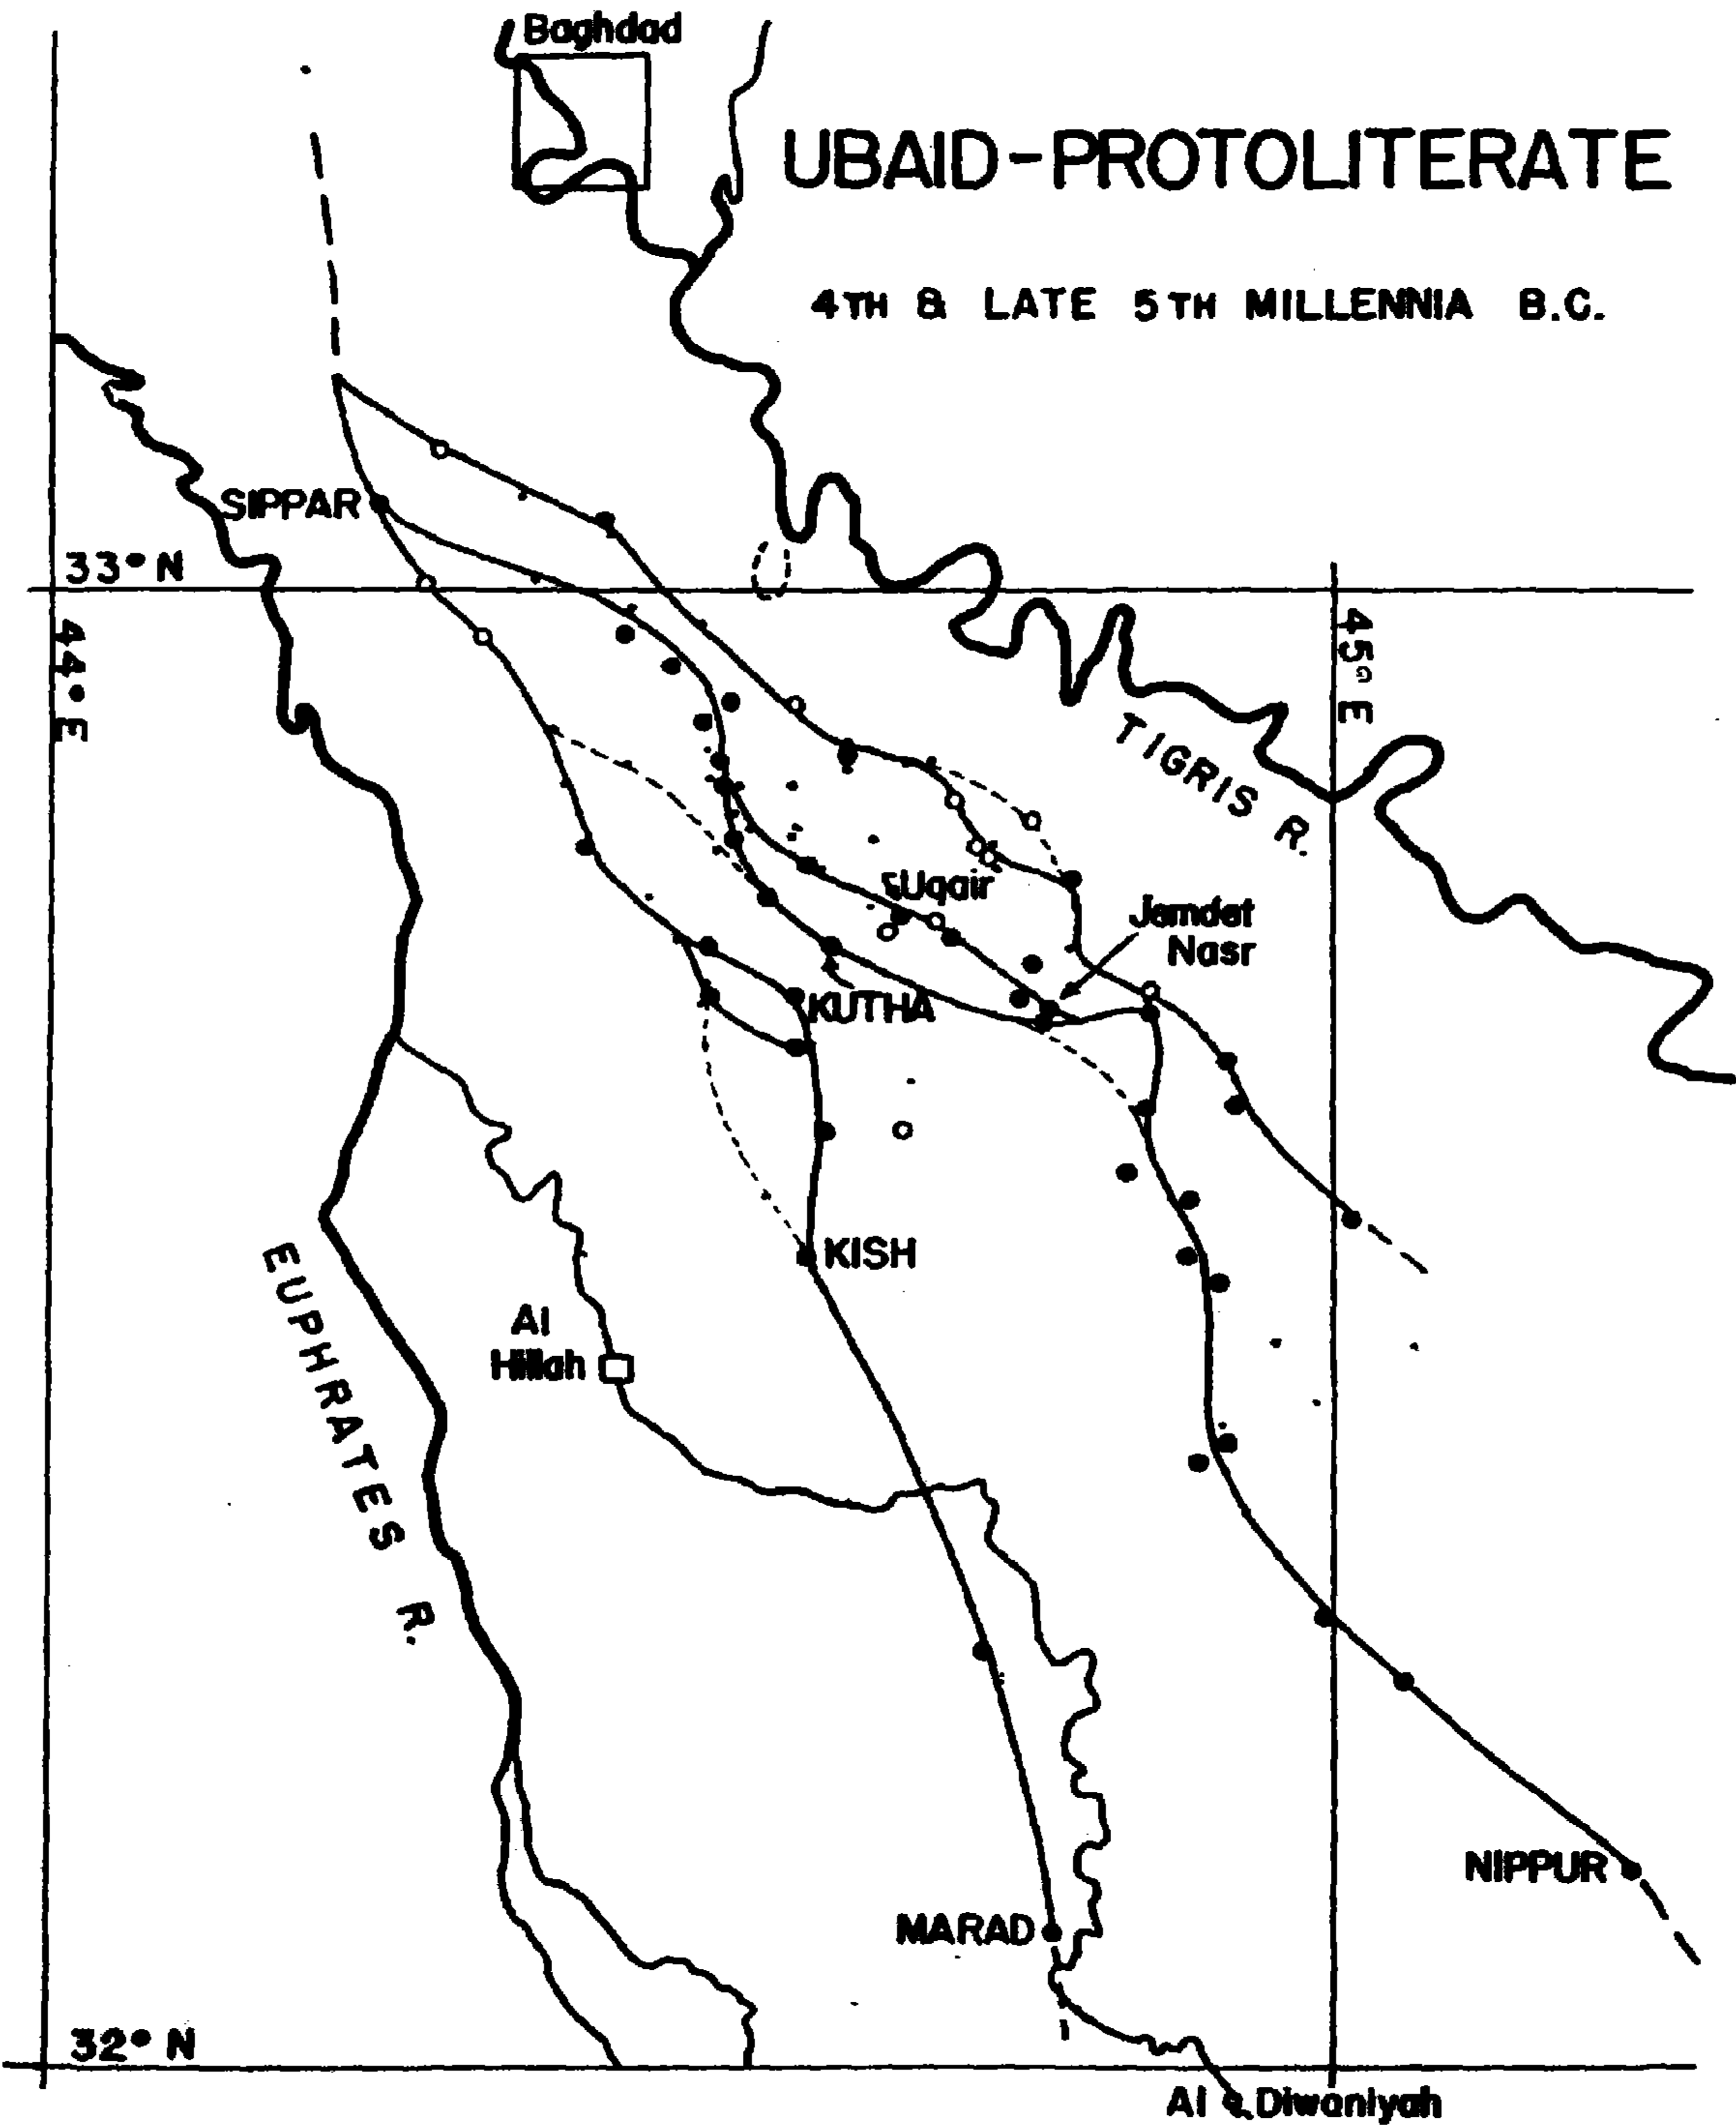 Baghdad
UBAID-PROTOLITERATE
4TH & LATE 5TH MILLENNIA B.C.
SIPPAR
33° N
44° E
45° E
TIGRIS R.
ʿUqair
Jemdet
Nasr
KUTHA
KISH
EUPHRATES R.
Al
Hillah
NIPPUR
MARAD
32° N
Al Diwaniyah